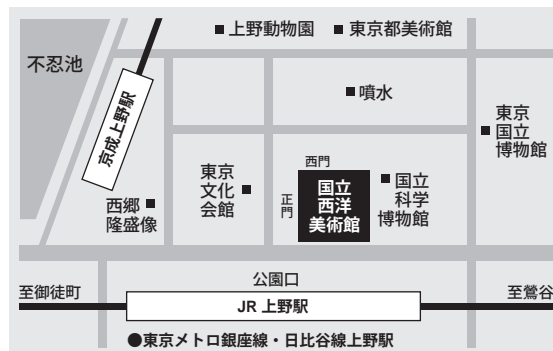 ■上野動物園 ■東京都美術館
不忍池
■噴水
京成上野駅
東京
■国立
博物館
西門
東京
文化■
会館
正門
国立
西洋
美術館
■国立
科学
博物館
西郷■
隆盛像
公園口
至御徒町
至鶯谷
JR 上野駅
●東京メトロ銀座線・日比谷線上野駅